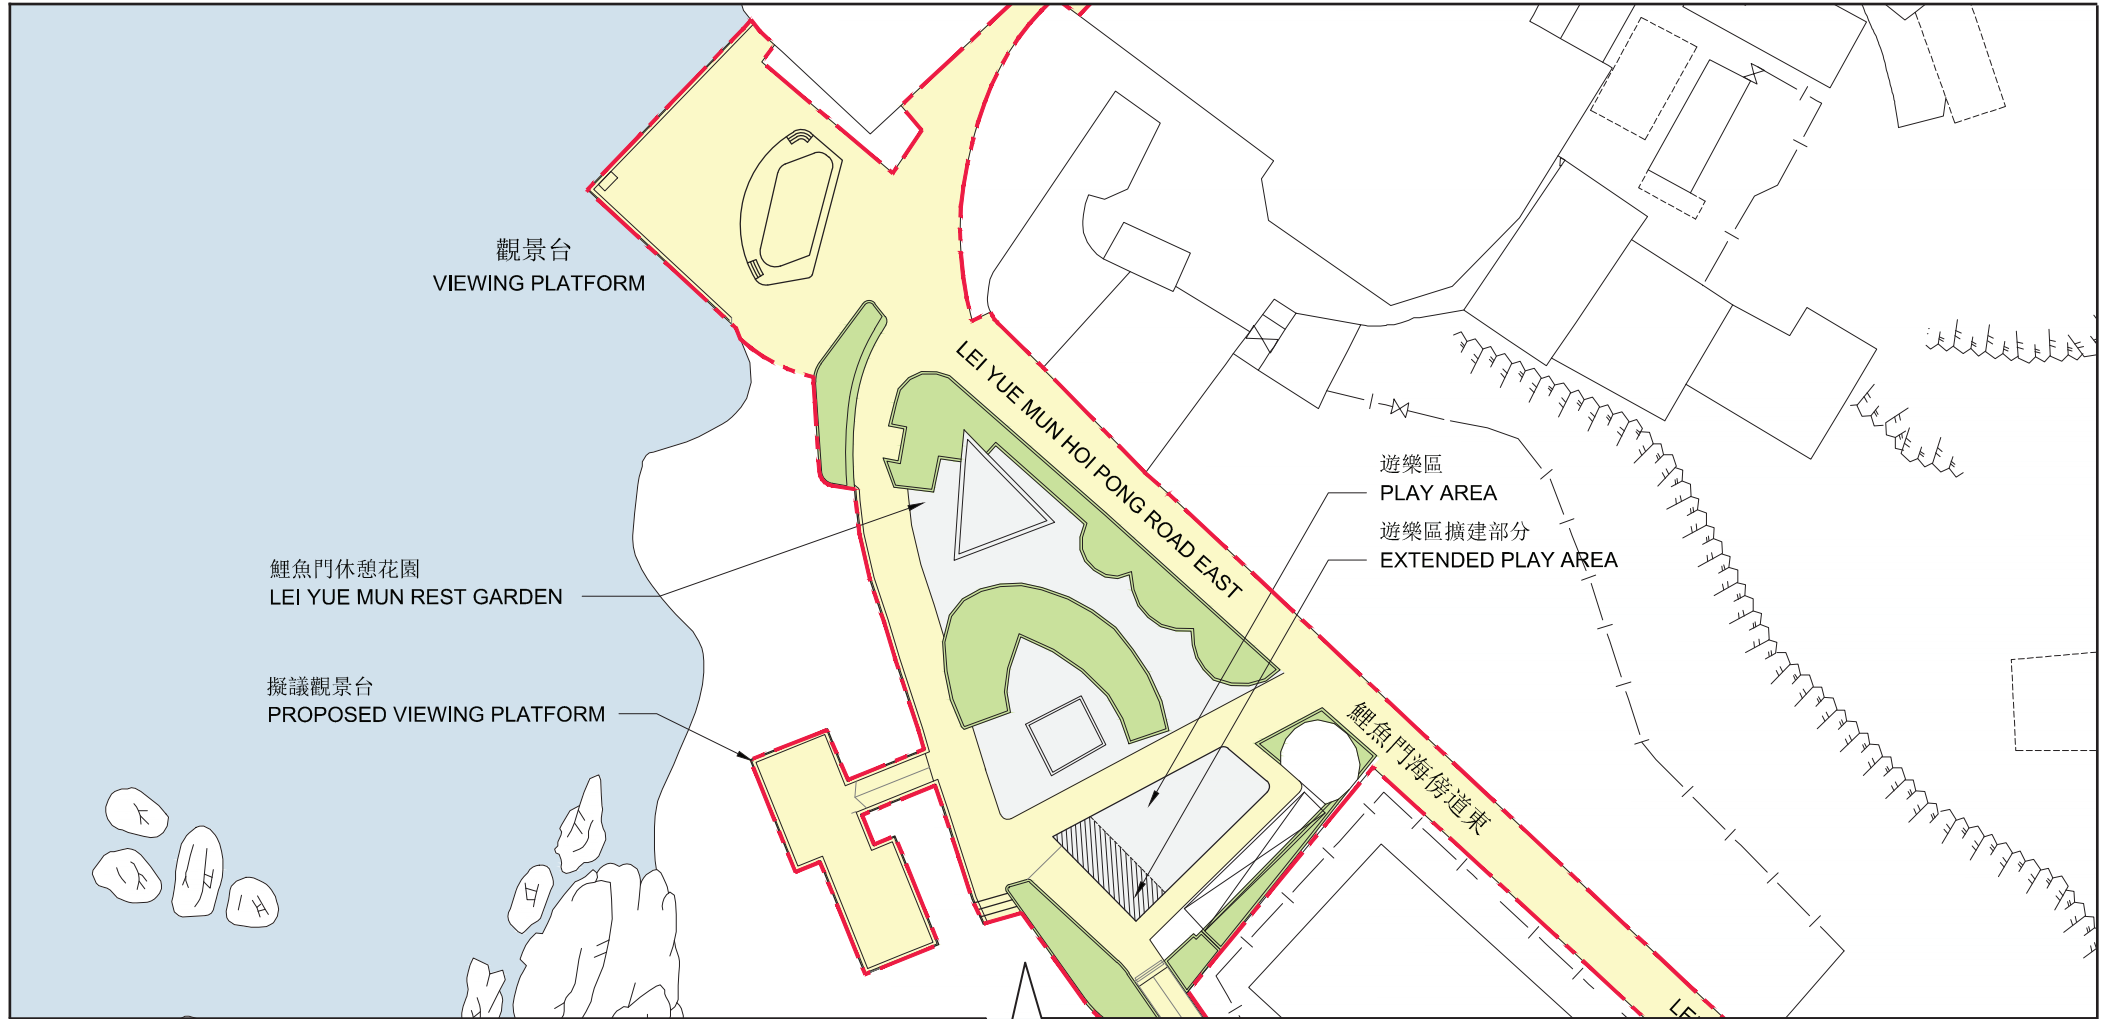 觀景台
VIEWING PLATFORM
LEI YUE MUN HOI PONG ROAD EAST
遊樂區
PLAY AREA
遊樂區擴建部分
EXTENDED PLAY AREA
鯉魚門休憩花園
LEI YUE MUN REST GARDEN
擬議觀景台
PROPOSED VIEWING PLATFORM
鯉魚門海傍道東